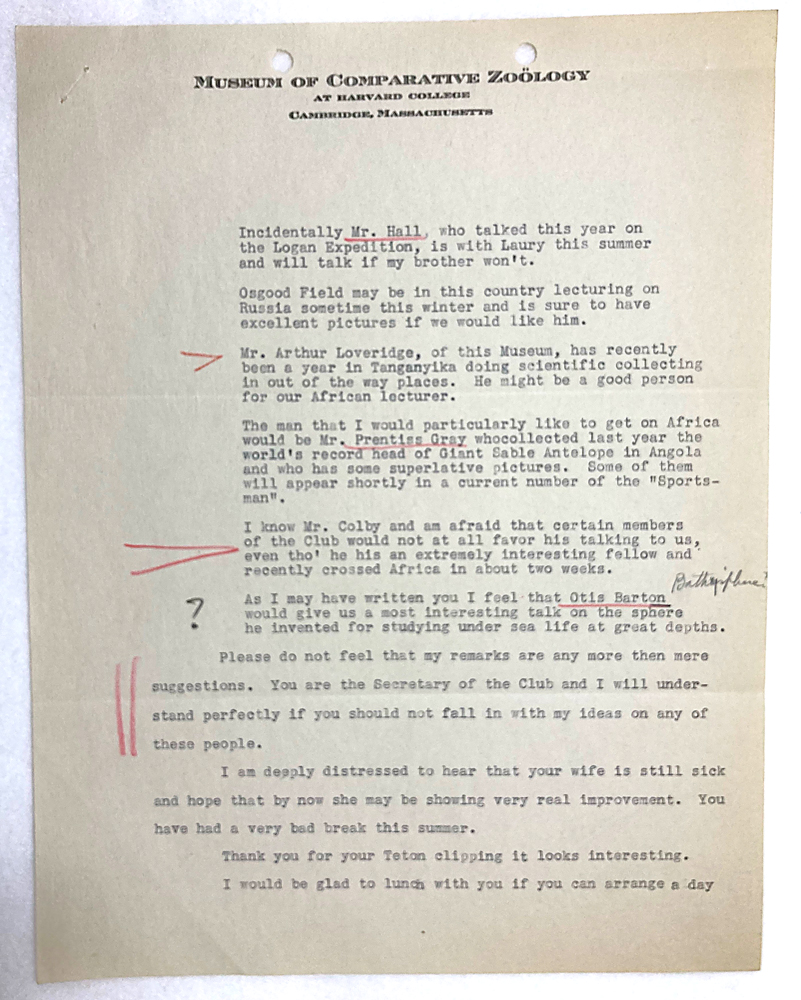 MUSEUM OF COMPARATIVE ZOÖLOGY
AT HARVARD COLLEGE
CAMBRIDGE, MASSACHUSETTS
Incidentally Mr. Hall, who talked this year on
the Logan Expedition, is with Laury this summer
and will talk if my brother won't.
Osgood Field may be in this country lecturing on
Russia sometime this winter and is sure to have
excellent pictures if we would like him.
Mr. Arthur Loveridge, of this Museum, has recently
been a year in Tanganyika doing scientific collecting
in out of the way places. He might be a good person
for our African lecturer.
The man that I would particularly like to get on Africa
would be Mr. Prentiss Gray whocollected last year the
world's record head of Giant Sable Antelope in Angola
and who has some superlative pictures. Some of them
will appear shortly in a current number of the "Sports-
man".
I know Mr. Colby and am afraid that certain members
of the Club would not at all favor his talking to us,
even tho' he his an extremely interesting fellow and
recently crossed Africa in about two weeks.
? As I may have written you I feel that Otis Barton
would give us a most interesting talk on the sphere
he invented for studying under sea life at great depths.
Please do not feel that my remarks are any more then mere
suggestions. You are the Secretary of the Club and I will under-
stand perfectly if you should not fall in with my ideas on any of
these people.
I am deeply distressed to hear that your wife is still sick
and hope that by now she may be showing very real improvement. You
have had a very bad break this summer.
Thank you for your Teton clipping it looks interesting.
I would be glad to lunch with you if you can arrange a day